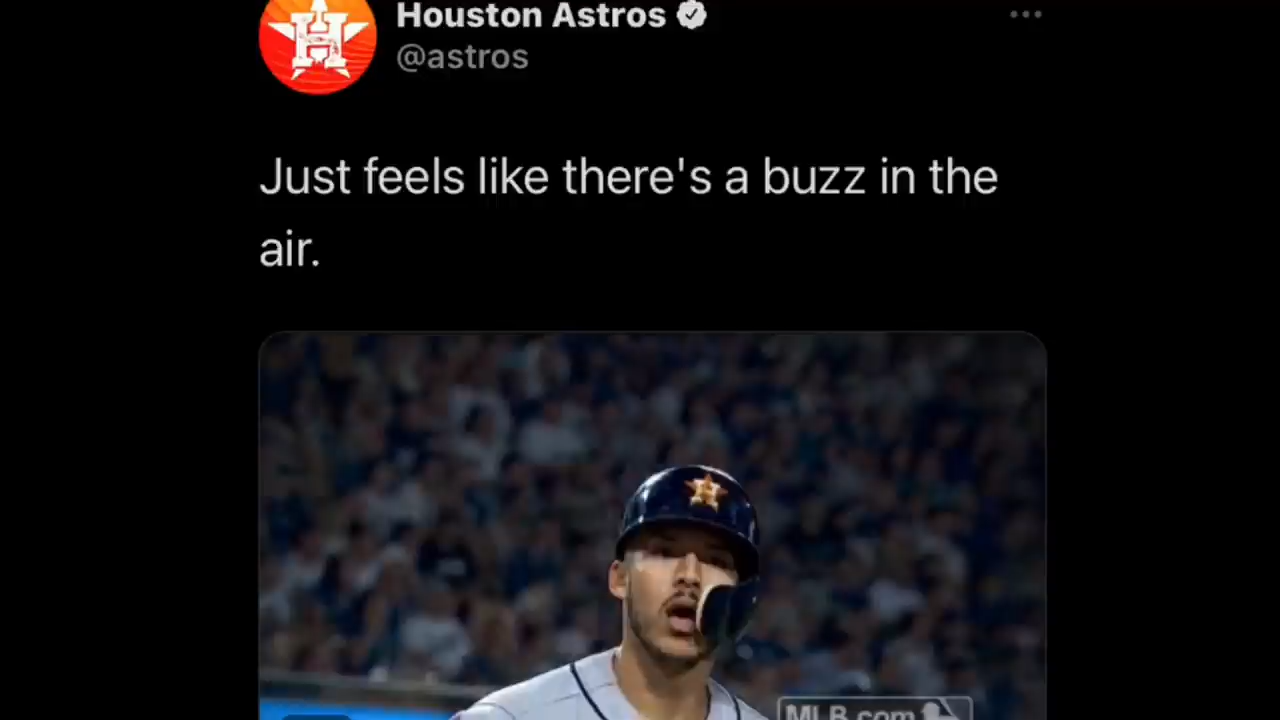 Houston Astros
@astros
Just feels like there's a buzz in the
air.
H
H
MLB.com